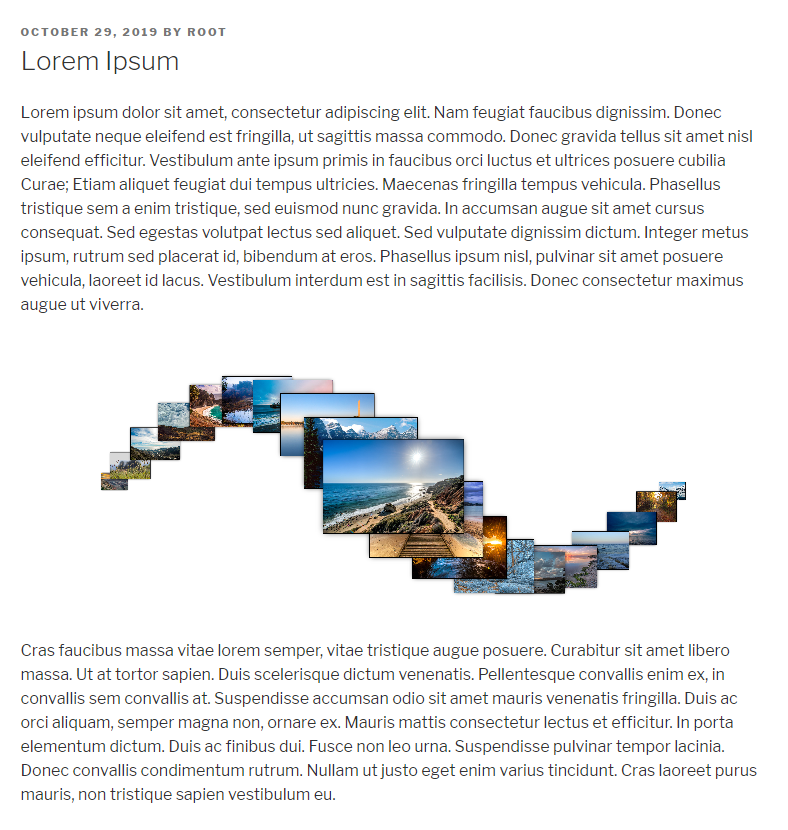 OCTOBER 29, 2019 BY ROOT
Lorem Ipsum
Lorem ipsum dolor sit amet, consectetur adipiscing elit. Nam feugiat faucibus dignissim. Donec
vulputate neque eleifend est fringilla, ut sagittis massa commodo. Donec gravida tellus sit amet nisl
eleifend efficitur. Vestibulum ante ipsum primis in faucibus orci luctus et ultrices posuere cubilia
Curae; Etiam aliquet feugiat dui tempus ultricies. Maecenas fringilla tempus vehicula. Phasellus
tristique sem a enim tristique, sed euismod nunc gravida. In accumsan augue sit amet cursus
consequat. Sed egestas volutpat lectus sed aliquet. Sed vulputate dignissim dictum. Integer metus
ipsum, rutrum sed placerat id, bibendum at eros. Phasellus ipsum nisl, pulvinar sit amet posuere
vehicula, laoreet id lacus. Vestibulum interdum est in sagittis facilisis. Donec consectetur maximus
augue ut viverra.
Cras faucibus massa vitae lorem semper, vitae tristique augue posuere. Curabitur sit amet libero
massa. Ut at tortor sapien. Duis scelerisque dictum venenatis. Pellentesque convallis enim ex, in
convallis sem convallis at. Suspendisse accumsan odio sit amet mauris venenatis fringilla. Duis ac
orci aliquam, semper magna non, ornare ex. Mauris mattis consectetur lectus et efficitur. In porta
elementum dictum. Duis ac finibus dui. Fusce non leo urna. Suspendisse pulvinar tempor lacinia.
Donec convallis condimentum rutrum. Nullam ut justo eget enim varius tincidunt. Cras laoreet purus
mauris, non tristique sapien vestibulum eu.